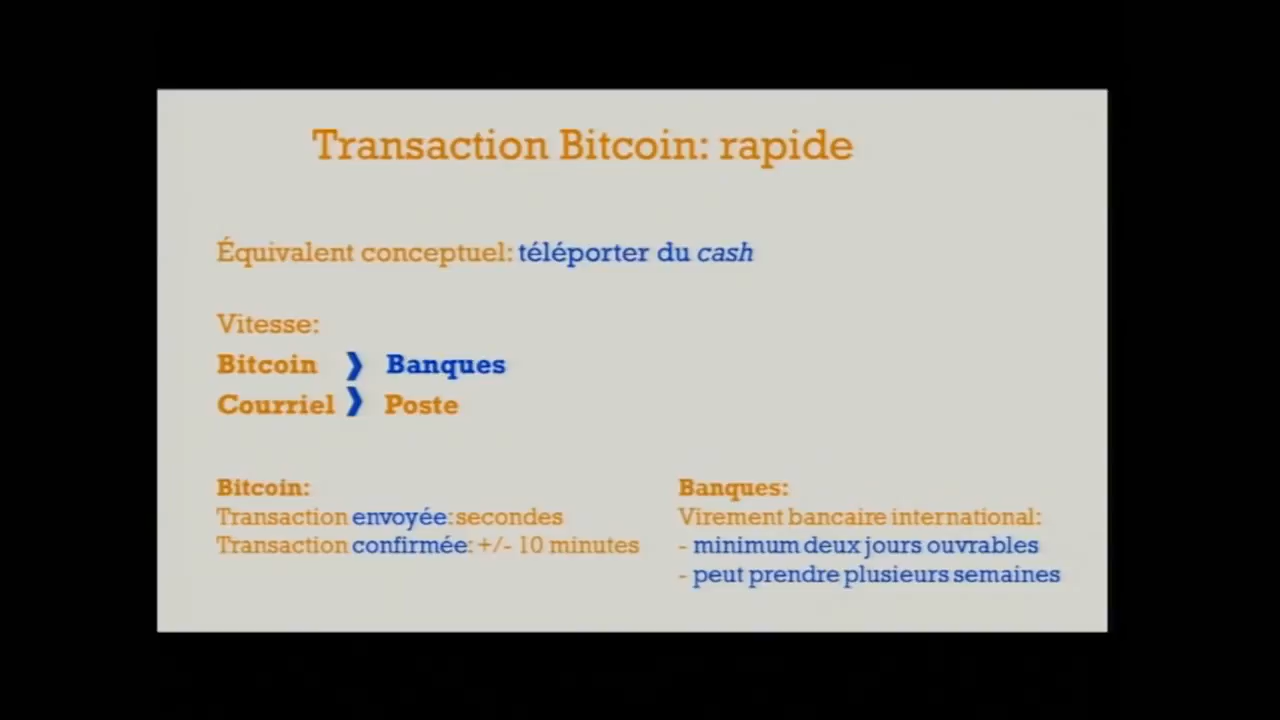 Transaction Bitcoin: rapide
Équivalent conceptuel: téléporter du cash
Vitesse:
Bitcoin ❯ Banques
Courriel ❯ Poste
Bitcoin:
Transaction envoyée: secondes
Transaction confirmée: +/- 10 minutes
Banques:
Virement bancaire international:
- minimum deux jours ouvrables
- peut prendre plusieurs semaines